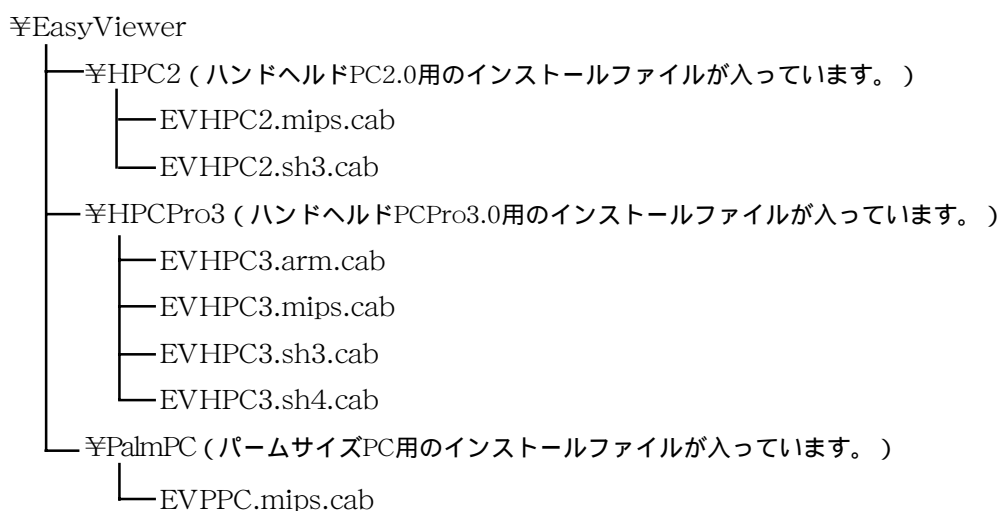 ¥EasyViewer
¥HPC2(ハンドヘルドPC2.0用のインストールファイルが入っています。)
EVHPC2.mips.cab
EVHPC2.sh3.cab
¥HPCPro3(ハンドヘルドPCPro3.0用のインストールファイルが入っています。)
EVHPC3.arm.cab
EVHPC3.mips.cab
EVHPC3.sh3.cab
EVHPC3.sh4.cab
¥PalmPC(パームサイズPC用のインストールファイルが入っています。)
EVPPC.mips.cab